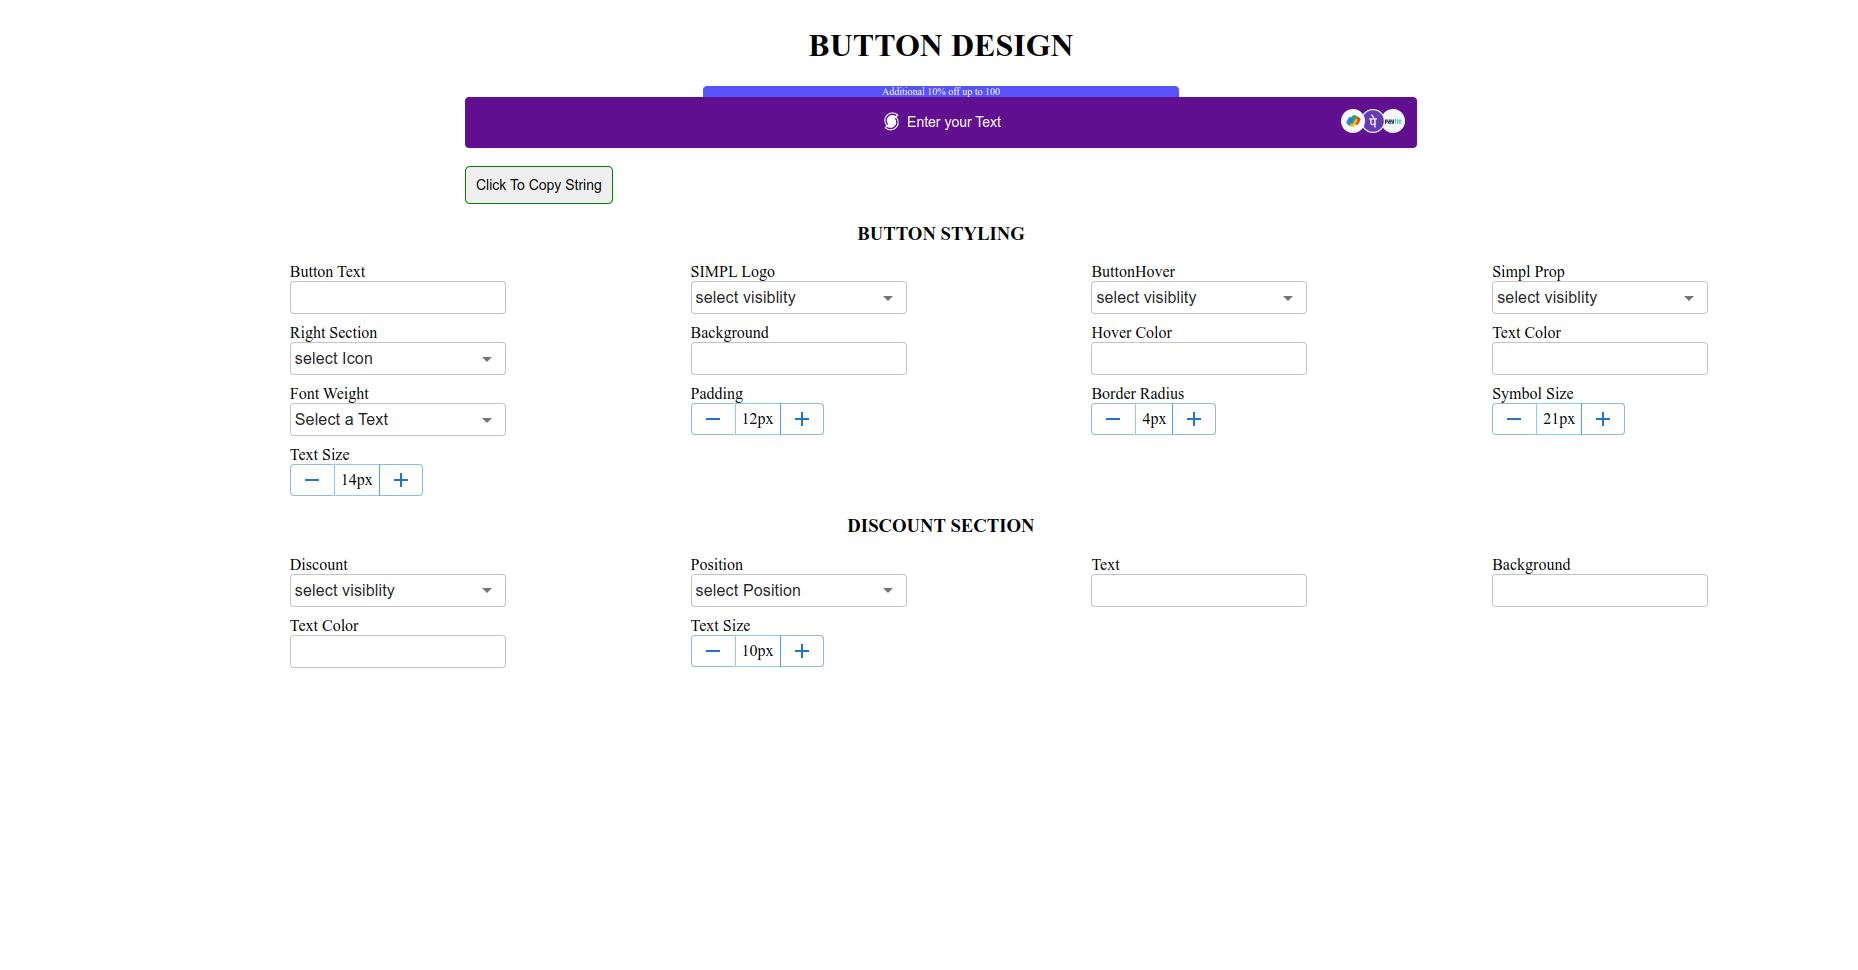 BUTTON DESIGN
Additional 10% off up to 100
Enter your Text पे paytm
Click To Copy String
BUTTON STYLING
Button Text SIMPL Logo ButtonHover Simpl Prop
select visiblity select visiblity select visiblity
Right Section Background Hover Color Text Color
select Icon
Font Weight Padding Border Radius Symbol Size
Select a Text 12px 4px 21px
Text Size
14px
DISCOUNT SECTION
Discount Position Text Background
select visiblity select Position
Text Color Text Size
10px